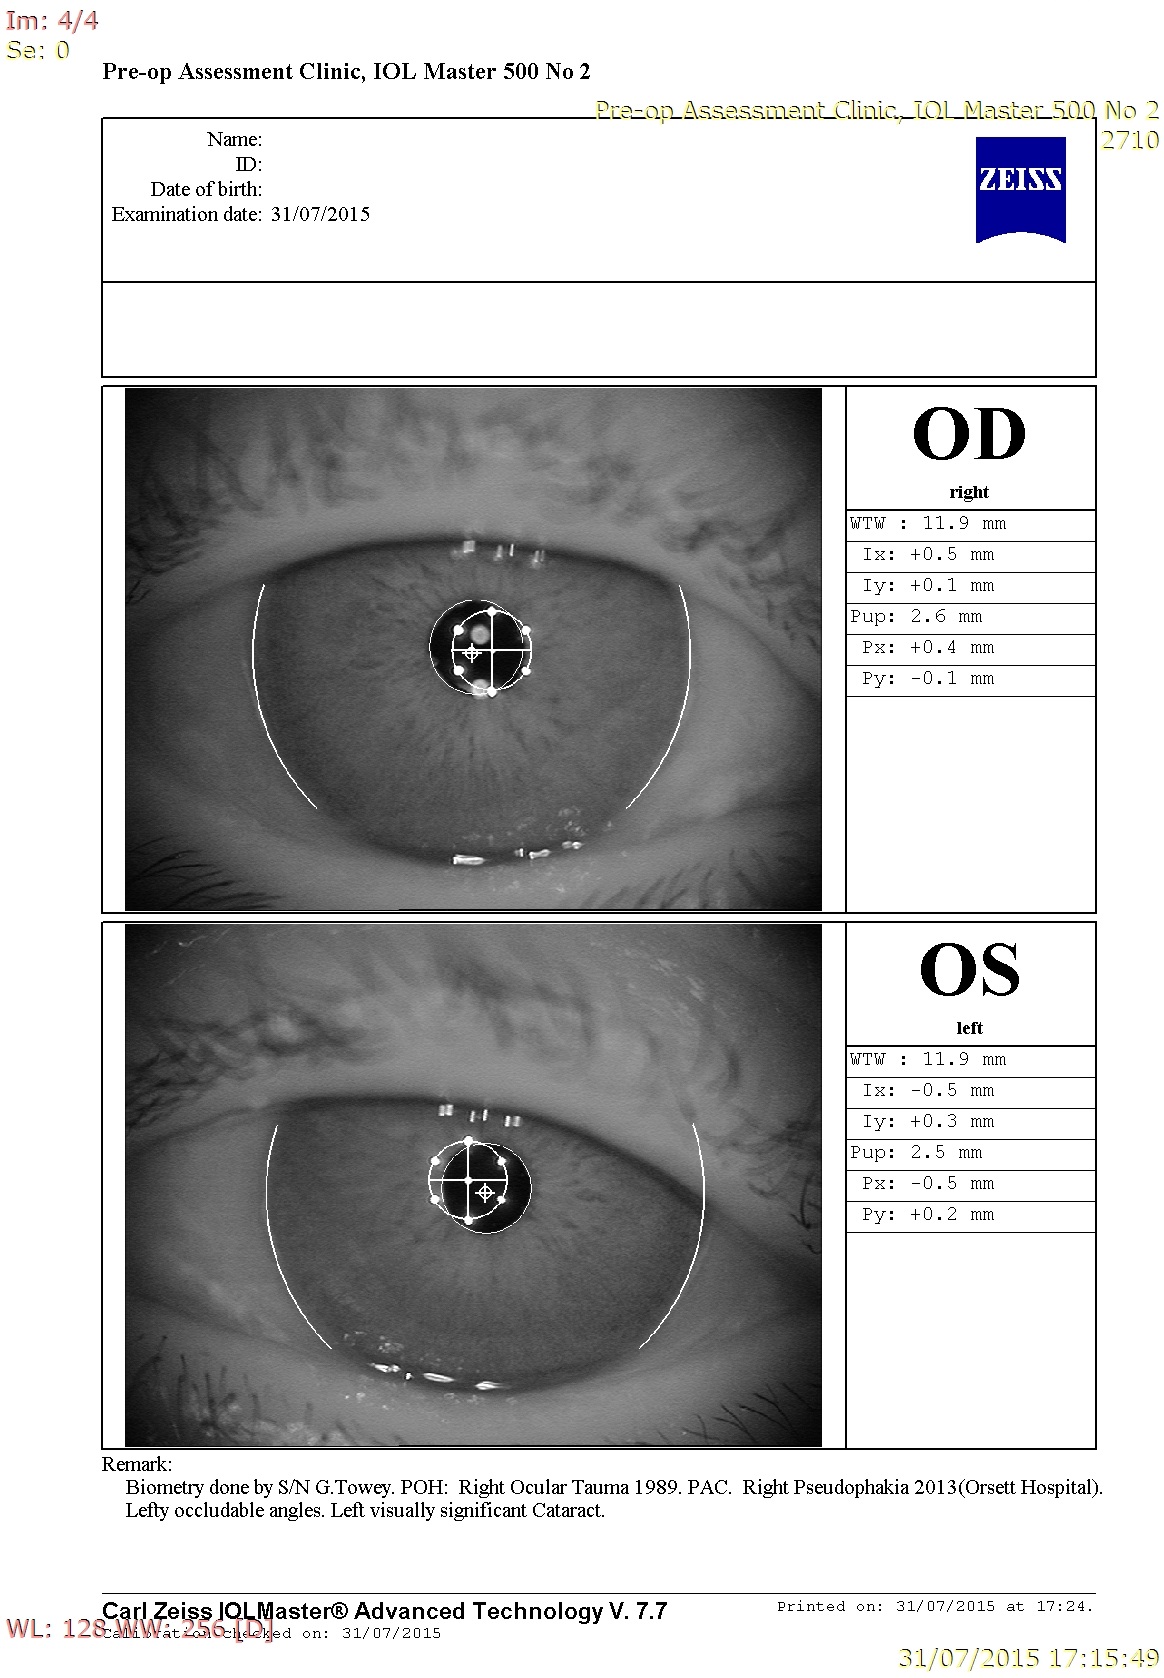 Im: 4/4
Se: 0
Pre-op Assessment Clinic, IOL Master 500 No 2
Pre-op Assessment Clinic, IOL Master 500 No 2
2710
Name:
ID:
Date of birth:
Examination date: 31/07/2015
ZEISS
OD
right
WTW : 11.9 mm
Ix: +0.5 mm
Iy: +0.1 mm
Pup: 2.6 mm
Px: +0.4 mm
Py: -0.1 mm
OS
left
WTW : 11.9 mm
Ix: -0.5 mm
Iy: +0.3 mm
Pup: 2.5 mm
Px: -0.5 mm
Py: +0.2 mm
Remark:
Biometry done by S/N G.Towey. POH: Right Ocular Tauma 1989. PAC. Right Pseudophakia 2013(Orsett Hospital).
Lefty occludable angles. Left visually significant Cataract.
Carl Zeiss IOLMaster® Advanced Technology V. 7.7
Printed on: 31/07/2015 at 17:24.
WL: 128 WW: 256 [D]
Calibration checked on: 31/07/2015
31/07/2015 17:15:49